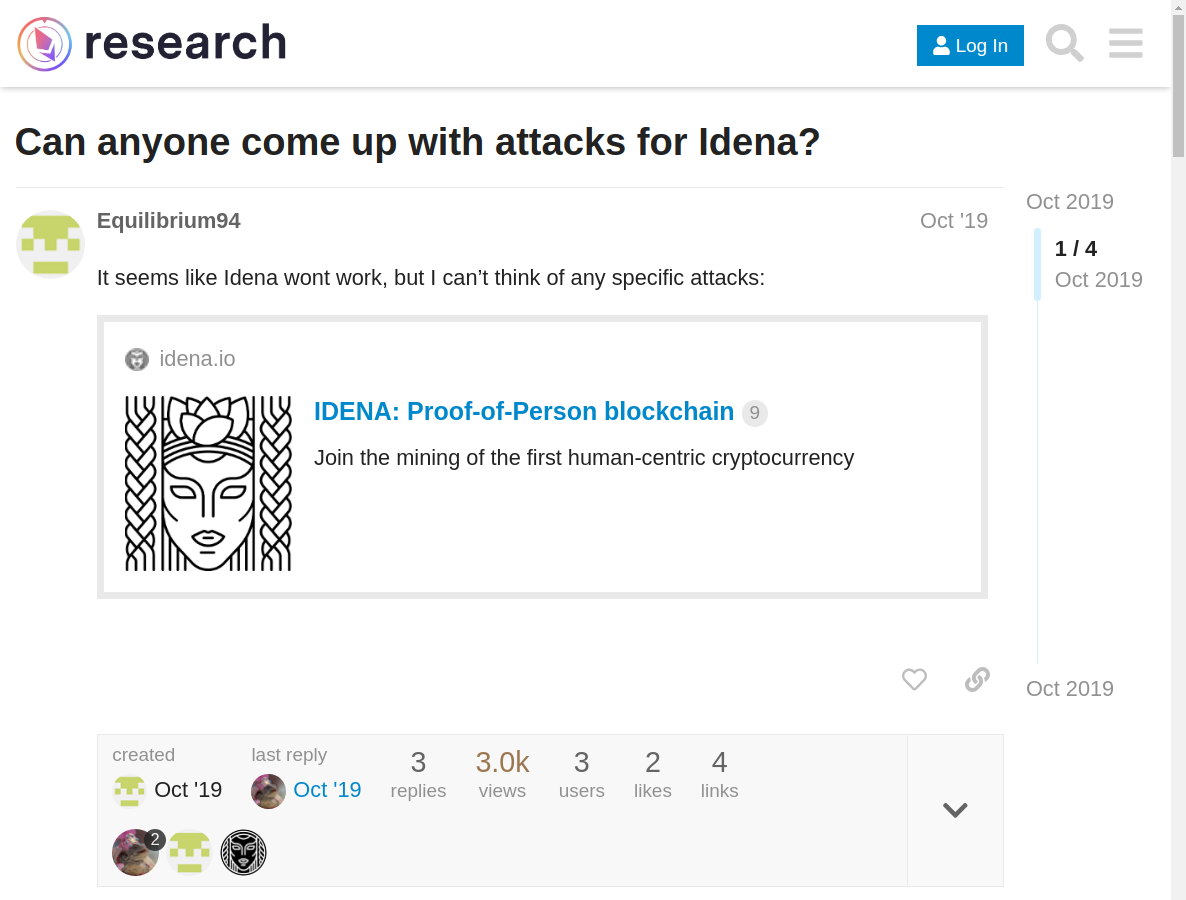 research
Log In
Can anyone come up with attacks for Idena?
Equilibrium94
Oct '19
Oct 2019
1 / 4
Oct 2019
It seems like Idena wont work, but I can’t think of any specific attacks:
idena.io
IDENA: Proof-of-Person blockchain 9
Join the mining of the first human-centric cryptocurrency
Oct 2019
created
Oct '19
last reply
Oct '19
3
replies
3.0k
views
3
users
2
likes
4
links
2